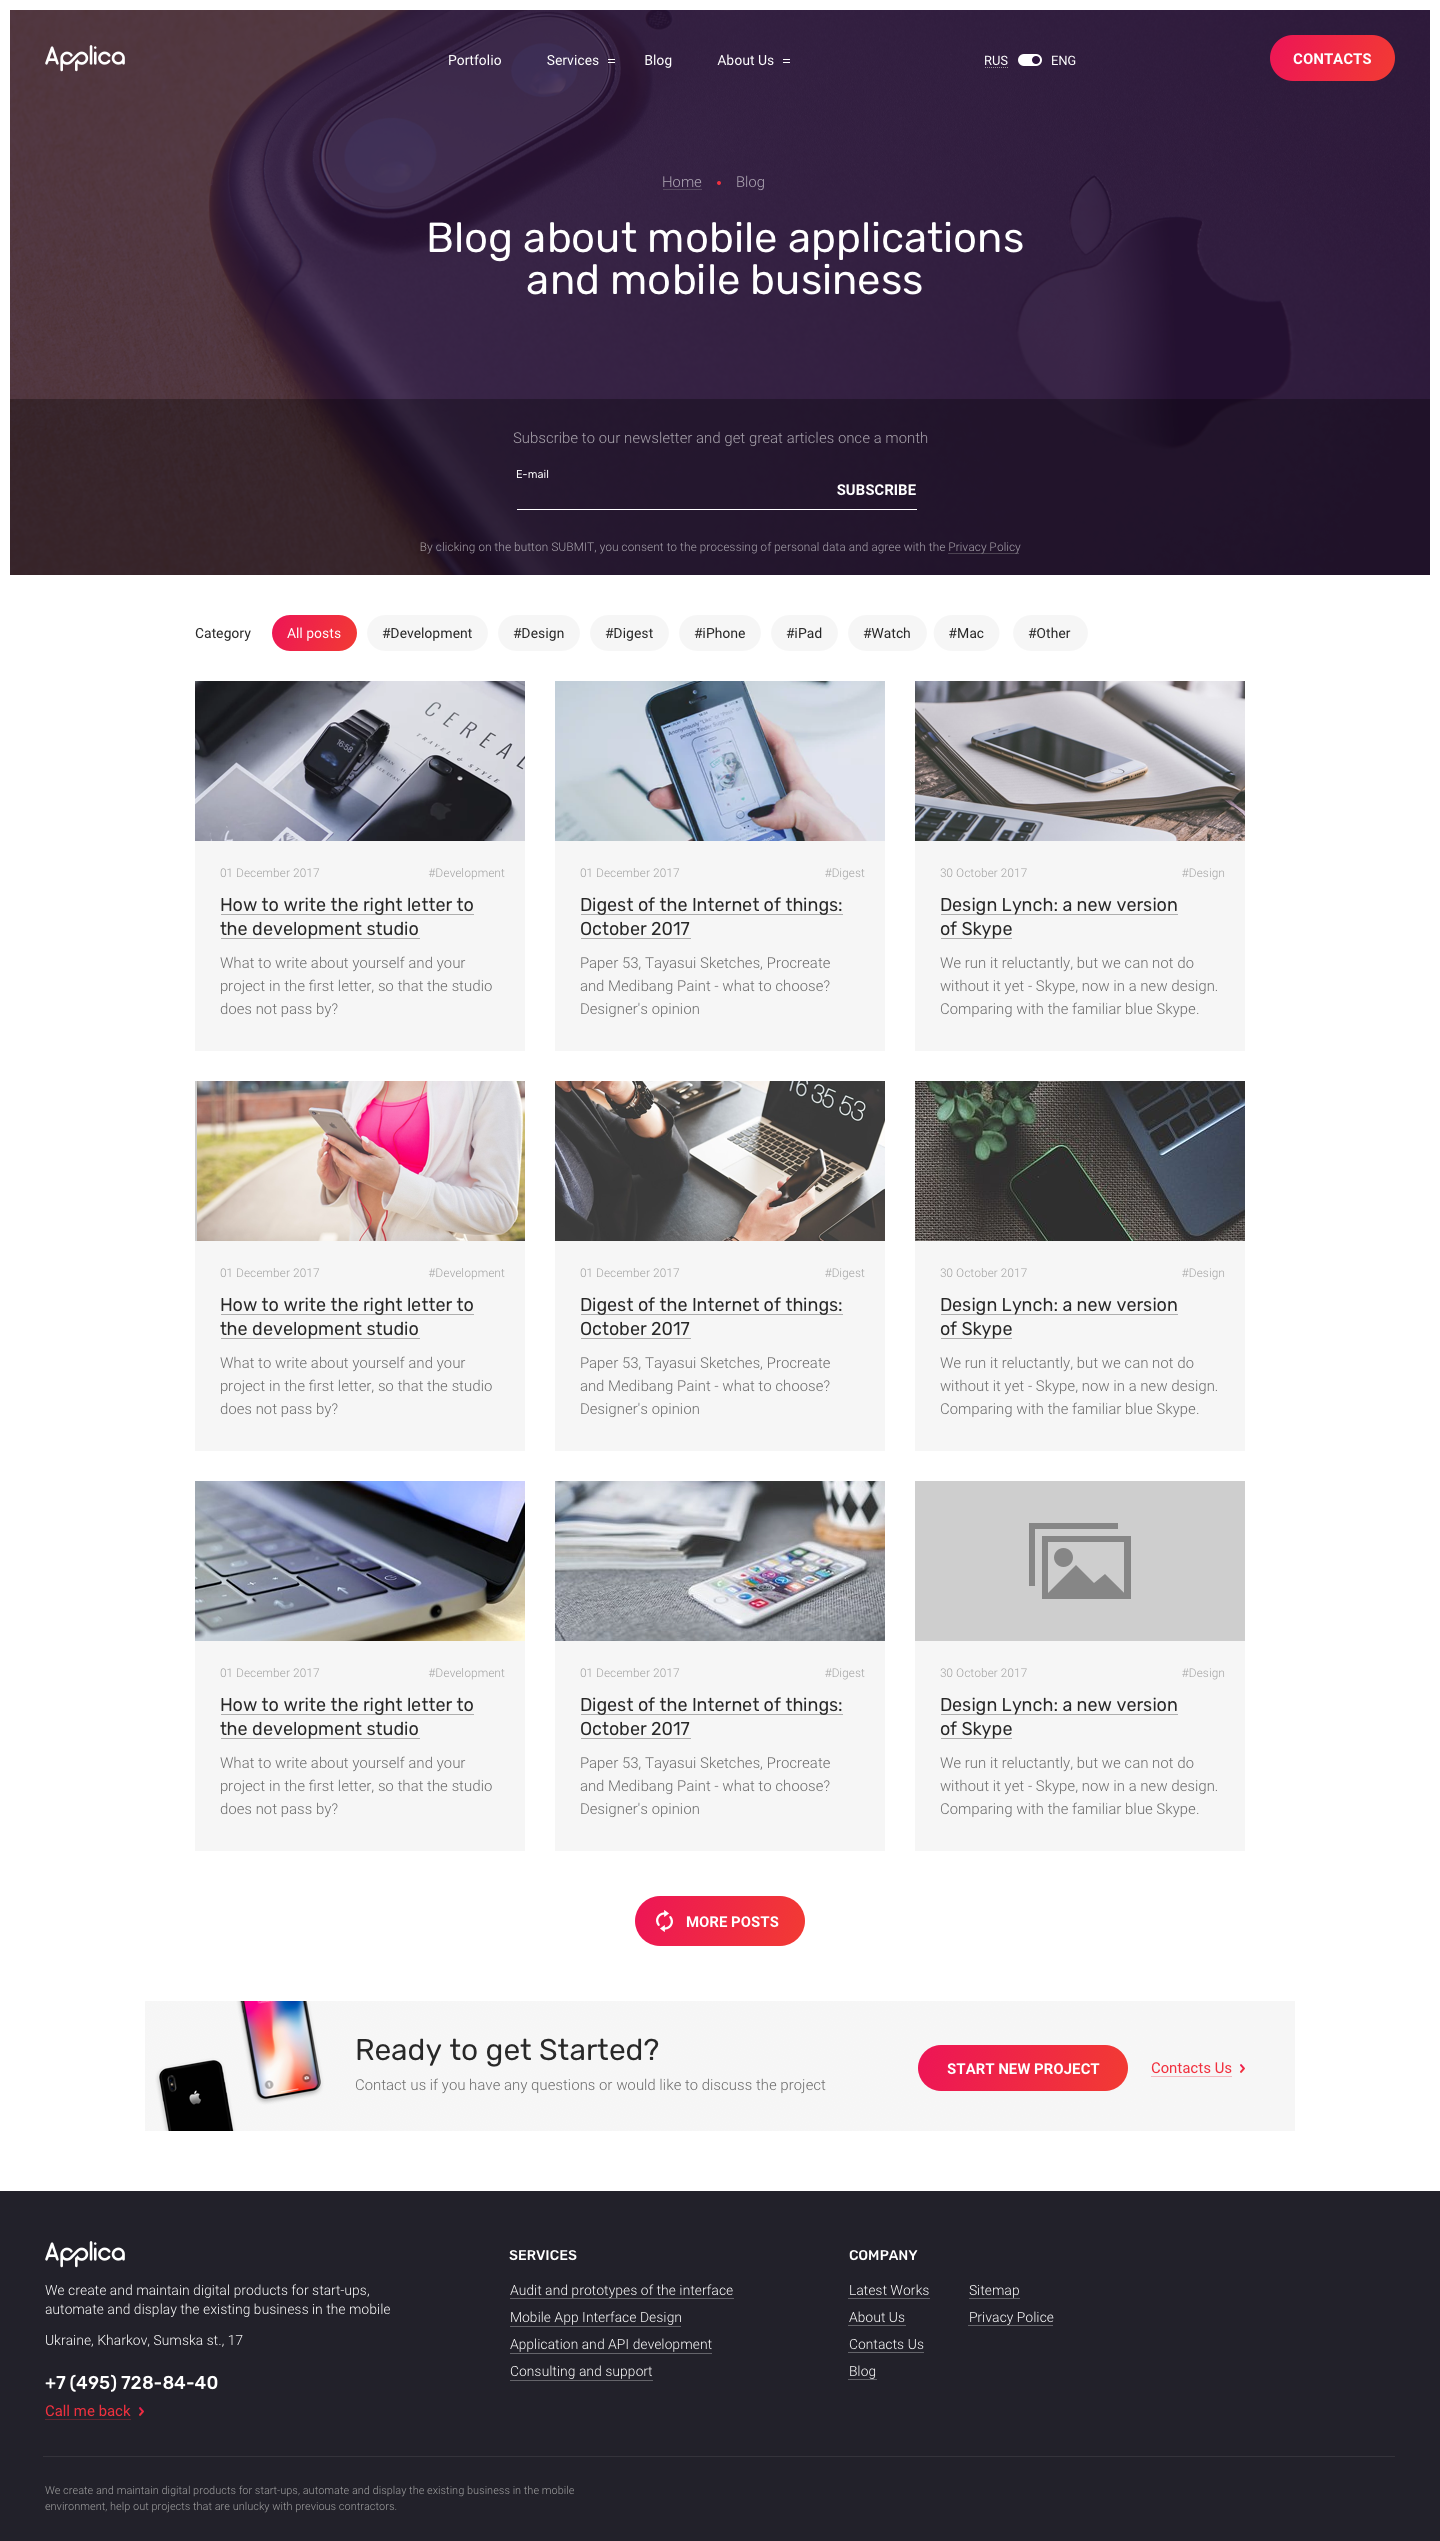 Applica
Portfolio Services Blog About Us RUS ENG CONTACTS
Home • Blog
Blog about mobile applications
and mobile business
Subscribe to our newsletter and get great articles once a month
E-mail
SUBSCRIBE
By clicking on the button SUBMIT, you consent to the processing of personal data and agree with the Privacy Policy
Category All posts #Development #Design #Digest #iPhone #iPad #Watch #Mac #Other
CEREAL
TRAVEL & STYLE
16:58
Anonymously "Like" to
people Tinder Suggests
01 December 2017 #Development
How to write the right letter to
the development studio
What to write about yourself and your
project in the first letter, so that the studio
does not pass by?
01 December 2017 #Digest
Digest of the Internet of things:
October 2017
Paper 53, Tayasui Sketches, Procreate
and Medibang Paint - what to choose?
Designer's opinion
30 October 2017 #Design
Design Lynch: a new version
of Skype
We run it reluctantly, but we can not do
without it yet - Skype, now in a new design.
Comparing with the familiar blue Skype.
16 35 53
01 December 2017 #Development
How to write the right letter to
the development studio
What to write about yourself and your
project in the first letter, so that the studio
does not pass by?
01 December 2017 #Digest
Digest of the Internet of things:
October 2017
Paper 53, Tayasui Sketches, Procreate
and Medibang Paint - what to choose?
Designer's opinion
30 October 2017 #Design
Design Lynch: a new version
of Skype
We run it reluctantly, but we can not do
without it yet - Skype, now in a new design.
Comparing with the familiar blue Skype.
01 December 2017 #Development
How to write the right letter to
the development studio
What to write about yourself and your
project in the first letter, so that the studio
does not pass by?
01 December 2017 #Digest
Digest of the Internet of things:
October 2017
Paper 53, Tayasui Sketches, Procreate
and Medibang Paint - what to choose?
Designer's opinion
30 October 2017 #Design
Design Lynch: a new version
of Skype
We run it reluctantly, but we can not do
without it yet - Skype, now in a new design.
Comparing with the familiar blue Skype.
MORE POSTS
Ready to get Started?
Contact us if you have any questions or would like to discuss the project
START NEW PROJECT Contacts Us
Applica
We create and maintain digital products for start-ups,
automate and display the existing business in the mobile
Ukraine, Kharkov, Sumska st., 17
+7 (495) 728-84-40
Call me back
SERVICES
Audit and prototypes of the interface
Mobile App Interface Design
Application and API development
Consulting and support
COMPANY
Latest Works
About Us
Contacts Us
Blog
Sitemap
Privacy Police
We create and maintain digital products for start-ups, automate and display the existing business in the mobile
environment, help out projects that are unlucky with previous contractors.